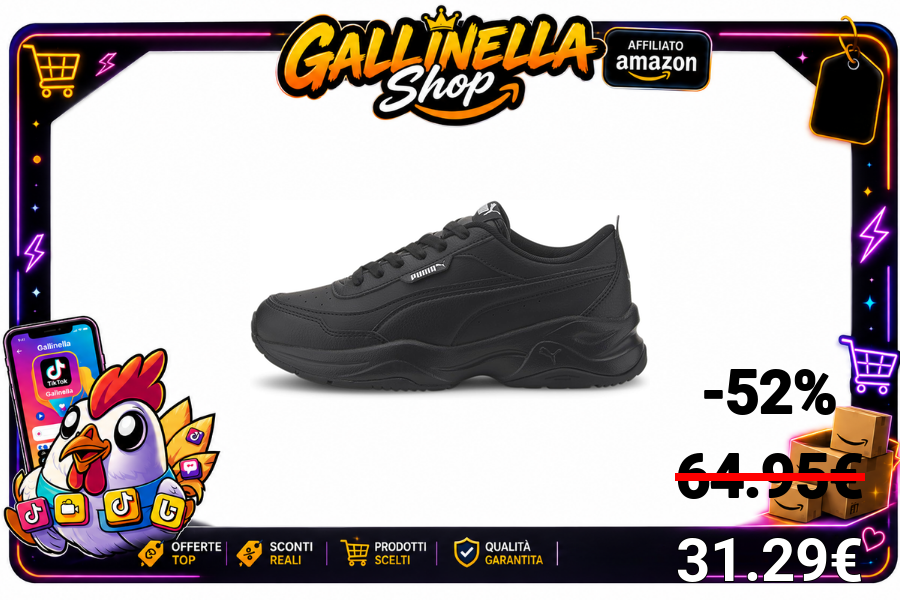 GALLINELLA
Shop
AFFILIATO
amazon
Gallinella
TikTok
Gallinella
PUMA
-52%
64.95€
31.29€
OFFERTE
TOP
SCONTI
REALI
PRODOTTI
SCELTI
QUALITÀ
GARANTITA